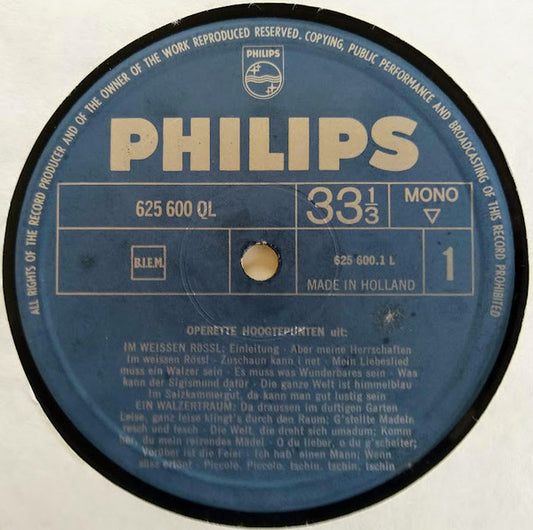 ALL RIGHTS OF THE RECORD PRODUCER AND OF THE OWNER OF THE WORK REPRODUCED RESERVED. COPYING, PUBLIC PERFORMANCE AND BROADCASTING OF THIS RECORD PROHIBITED
PHILIPS
PHILIPS
625 600 QL
33 1/3
MONO
B.I.E.M.
625 600.1 L
MADE IN HOLLAND
1
OPERETTE HOOGTEPUNTEN uit:
IM WEISSEN RÖSSL: Einleitung - Aber meine Herrschaften
Im weissen Rössl - Zuschaun kann i net - Mein Liebeslied
muss ein Walzer sein - Es muss was Wunderbares sein - Was
kann der Sigismund dafür - Die ganze Welt ist himmelblau
Im Salzkammergut, da kann man gut lustig sein
EIN WALZERTRAUM: Da draussen im duftigen Garten
Leise, ganz leise klingt's durch den Raum: G'stellte Madeln
resch und fesch - Die Welt, die dreht sich umadum; Komm
her, du mein reizendes Mädel - O du lieber, o du g'scheiter;
Vorüber ist die Feier - Ich hab' einen Mann; Wenn
alles ertönt - Piccolo, Piccolo, tschin, tschin, tschin